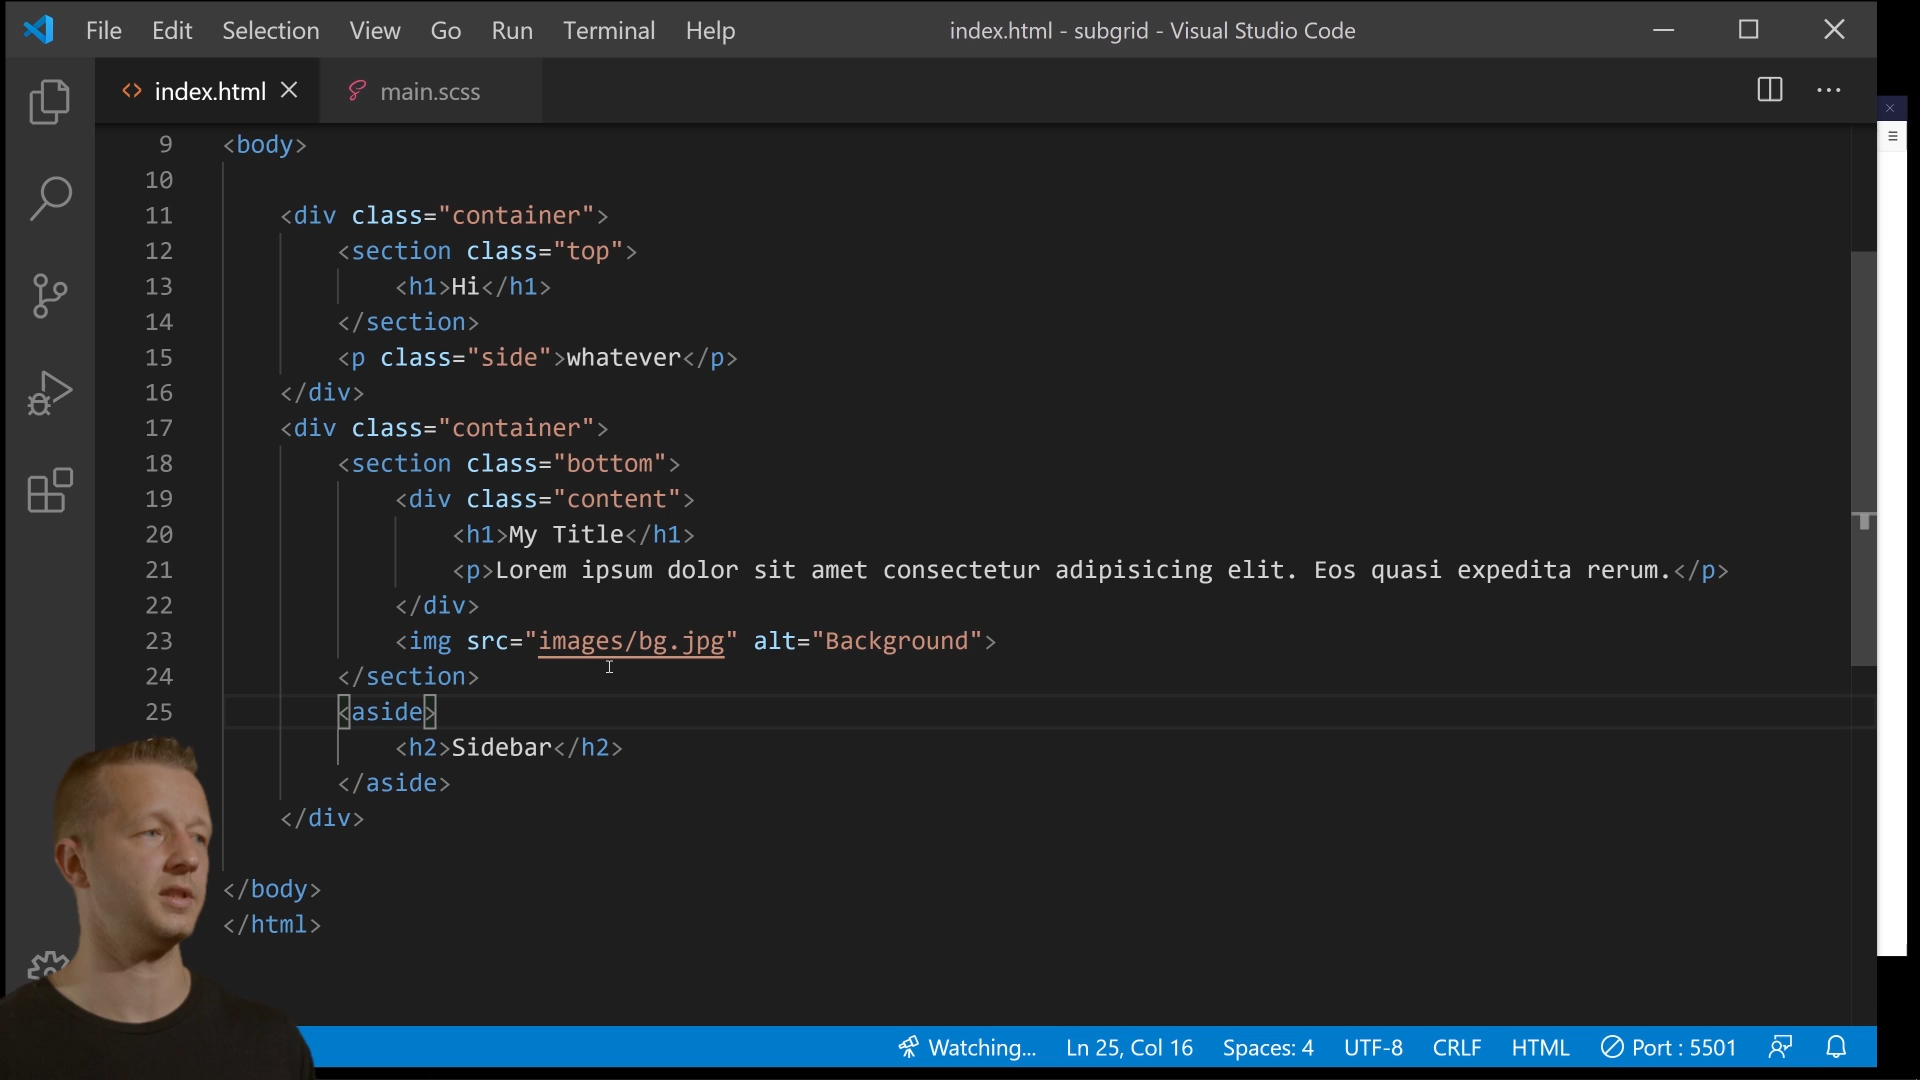 File Edit Selection View Go Run Terminal Help index.html - subgrid - Visual Studio Code
<> index.html main.scss
9 <body>
10
11 <div class="container">
12 <section class="top">
13 <h1>Hi</h1>
14 </section>
15 <p class="side">whatever</p>
16 </div>
17 <div class="container">
18 <section class="bottom">
19 <div class="content">
20 <h1>My Title</h1>
21 <p>Lorem ipsum dolor sit amet consectetur adipisicing elit. Eos quasi expedita rerum.</p>
22 </div>
23 <img src="images/bg.jpg" alt="Background">
24 </section>
25 <aside>
<h2>Sidebar</h2>
</aside>
</div>
</body>
</html>
Watching... Ln 25, Col 16 Spaces: 4 UTF-8 CRLF HTML Port : 5501